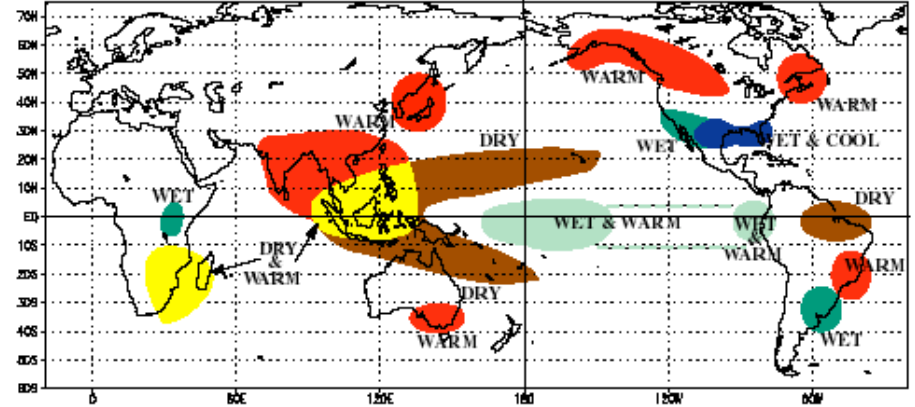 70N
60N
WARM
50N
WARM
40N
WARM
DRY
30N
WET
WET & COOL
20N
10N
WET
DRY
EQ
WET & WARM
WET
&
WARM
10S
DRY
&
WARM
20S
WARM
DRY
30S
40S
WARM
WET
50S
60S
0
60E
120E
180
120W
60W